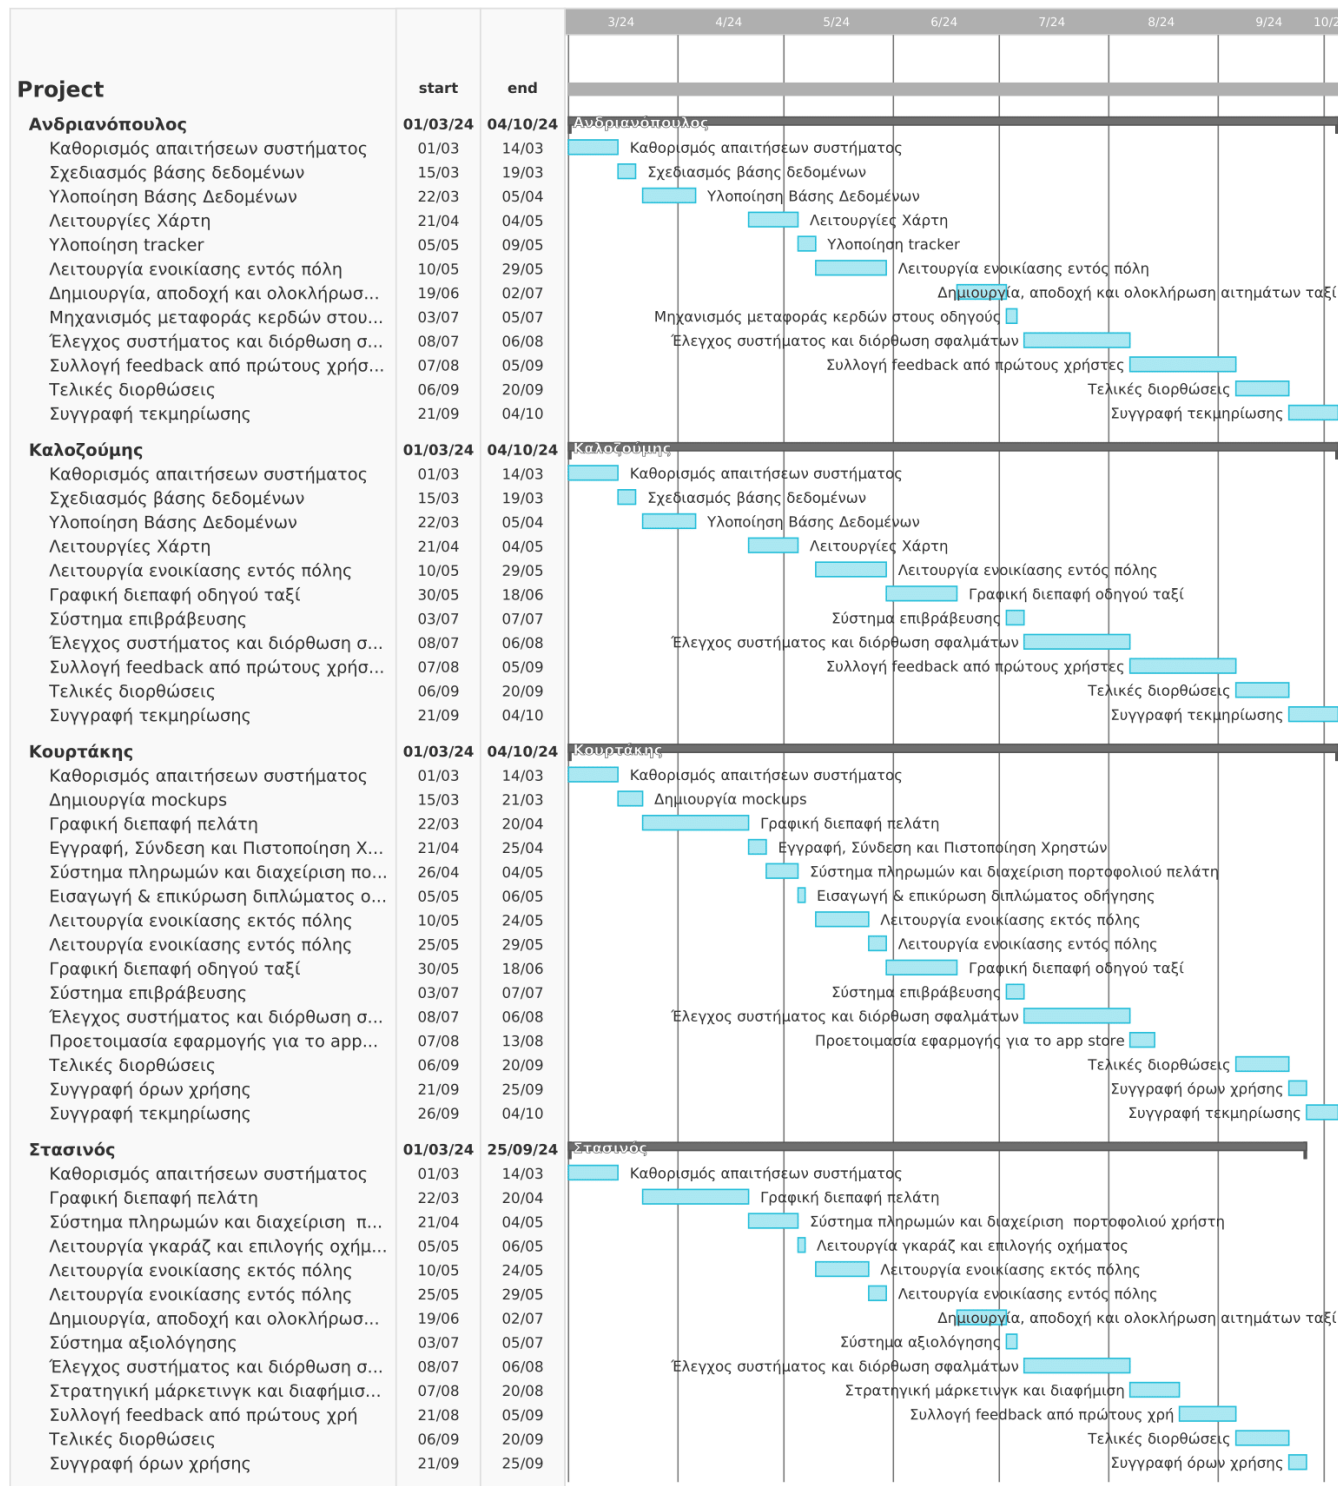 3/24 4/24 5/24 6/24 7/24 8/24 9/24 10/2
Project start end
Ανδριανόπουλος 01/03/24 04/10/24 Ανδριανόπουλος
Καθορισμός απαιτήσεων συστήματος 01/03 14/03 Καθορισμός απαιτήσεων συστήματος
Σχεδιασμός βάσης δεδομένων 15/03 19/03 Σχεδιασμός βάσης δεδομένων
Υλοποίηση Βάσης Δεδομένων 22/03 05/04 Υλοποίηση Βάσης Δεδομένων
Λειτουργίες Χάρτη 21/04 04/05 Λειτουργίες Χάρτη
Υλοποίηση tracker 05/05 09/05 Υλοποίηση tracker
Λειτουργία ενοικίασης εντός πόλη 10/05 29/05 Λειτουργία ενοικίασης εντός πόλη
Δημιουργία, αποδοχή και ολοκλήρωσ... 19/06 02/07 Δημιουργία, αποδοχή και ολοκλήρωση αιτημάτων ταξί
Μηχανισμός μεταφοράς κερδών στου... 03/07 05/07 Μηχανισμός μεταφοράς κερδών στους οδηγούς
Έλεγχος συστήματος και διόρθωση σ... 08/07 06/08 Έλεγχος συστήματος και διόρθωση σφαλμάτων
Συλλογή feedback από πρώτους χρήσ... 07/08 05/09 Συλλογή feedback από πρώτους χρήστες
Τελικές διορθώσεις 06/09 20/09 Τελικές διορθώσεις
Συγγραφή τεκμηρίωσης 21/09 04/10 Συγγραφή τεκμηρίωσης
Καλοζούμης 01/03/24 04/10/24 Καλοζούμης
Καθορισμός απαιτήσεων συστήματος 01/03 14/03 Καθορισμός απαιτήσεων συστήματος
Σχεδιασμός βάσης δεδομένων 15/03 19/03 Σχεδιασμός βάσης δεδομένων
Υλοποίηση Βάσης Δεδομένων 22/03 05/04 Υλοποίηση Βάσης Δεδομένων
Λειτουργίες Χάρτη 21/04 04/05 Λειτουργίες Χάρτη
Λειτουργία ενοικίασης εντός πόλης 10/05 29/05 Λειτουργία ενοικίασης εντός πόλης
Γραφική διεπαφή οδηγού ταξί 30/05 18/06 Γραφική διεπαφή οδηγού ταξί
Σύστημα επιβράβευσης 03/07 07/07 Σύστημα επιβράβευσης
Έλεγχος συστήματος και διόρθωση σ... 08/07 06/08 Έλεγχος συστήματος και διόρθωση σφαλμάτων
Συλλογή feedback από πρώτους χρήσ... 07/08 05/09 Συλλογή feedback από πρώτους χρήστες
Τελικές διορθώσεις 06/09 20/09 Τελικές διορθώσεις
Συγγραφή τεκμηρίωσης 21/09 04/10 Συγγραφή τεκμηρίωσης
Κουρτάκης 01/03/24 04/10/24 Κουρτάκης
Καθορισμός απαιτήσεων συστήματος 01/03 14/03 Καθορισμός απαιτήσεων συστήματος
Δημιουργία mockups 15/03 21/03 Δημιουργία mockups
Γραφική διεπαφή πελάτη 22/03 20/04 Γραφική διεπαφή πελάτη
Εγγραφή, Σύνδεση και Πιστοποίηση Χ... 21/04 25/04 Εγγραφή, Σύνδεση και Πιστοποίηση Χρηστών
Σύστημα πληρωμών και διαχείριση πο... 26/04 04/05 Σύστημα πληρωμών και διαχείριση πορτοφολιού πελάτη
Εισαγωγή & επικύρωση διπλώματος ο... 05/05 06/05 Εισαγωγή & επικύρωση διπλώματος οδήγησης
Λειτουργία ενοικίασης εκτός πόλης 10/05 24/05 Λειτουργία ενοικίασης εκτός πόλης
Λειτουργία ενοικίασης εντός πόλης 25/05 29/05 Λειτουργία ενοικίασης εντός πόλης
Γραφική διεπαφή οδηγού ταξί 30/05 18/06 Γραφική διεπαφή οδηγού ταξί
Σύστημα επιβράβευσης 03/07 07/07 Σύστημα επιβράβευσης
Έλεγχος συστήματος και διόρθωση σ... 08/07 06/08 Έλεγχος συστήματος και διόρθωση σφαλμάτων
Προετοιμασία εφαρμογής για το app... 07/08 13/08 Προετοιμασία εφαρμογής για το app store
Τελικές διορθώσεις 06/09 20/09 Τελικές διορθώσεις
Συγγραφή όρων χρήσης 21/09 25/09 Συγγραφή όρων χρήσης
Συγγραφή τεκμηρίωσης 26/09 04/10 Συγγραφή τεκμηρίωσης
Στασινός 01/03/24 25/09/24 Στασινός
Καθορισμός απαιτήσεων συστήματος 01/03 14/03 Καθορισμός απαιτήσεων συστήματος
Γραφική διεπαφή πελάτη 22/03 20/04 Γραφική διεπαφή πελάτη
Σύστημα πληρωμών και διαχείριση π... 21/04 04/05 Σύστημα πληρωμών και διαχείριση πορτοφολιού χρήστη
Λειτουργία γκαράζ και επιλογής οχήμ... 05/05 06/05 Λειτουργία γκαράζ και επιλογής οχήματος
Λειτουργία ενοικίασης εκτός πόλης 10/05 24/05 Λειτουργία ενοικίασης εκτός πόλης
Λειτουργία ενοικίασης εντός πόλης 25/05 29/05 Λειτουργία ενοικίασης εντός πόλης
Δημιουργία, αποδοχή και ολοκλήρωσ... 19/06 02/07 Δημιουργία, αποδοχή και ολοκλήρωση αιτημάτων ταξί
Σύστημα αξιολόγησης 03/07 05/07 Σύστημα αξιολόγησης
Έλεγχος συστήματος και διόρθωση σ... 08/07 06/08 Έλεγχος συστήματος και διόρθωση σφαλμάτων
Στρατηγική μάρκετινγκ και διαφήμισ... 07/08 20/08 Στρατηγική μάρκετινγκ και διαφήμιση
Συλλογή feedback από πρώτους χρή 21/08 05/09 Συλλογή feedback από πρώτους χρή
Τελικές διορθώσεις 06/09 20/09 Τελικές διορθώσεις
Συγγραφή όρων χρήσης 21/09 25/09 Συγγραφή όρων χρήσης